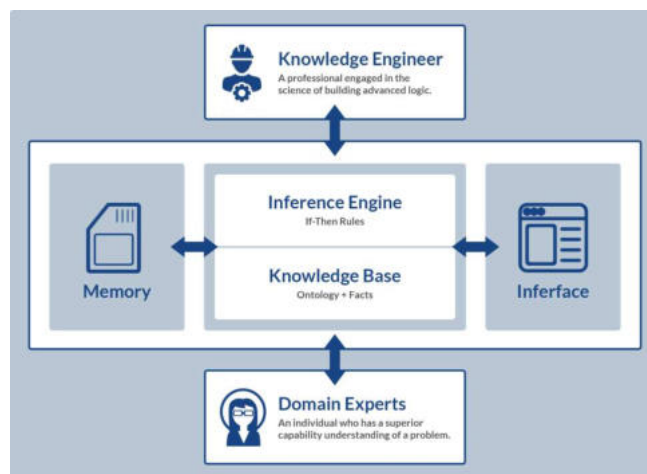 Knowledge Engineer
A professional engaged in the
science of building advanced logic.
Memory
Inference Engine
If-Then Rules
Knowledge Base
Ontology + Facts
Inferface
Domain Experts
An individual who has a superior
capability understanding of a problem.